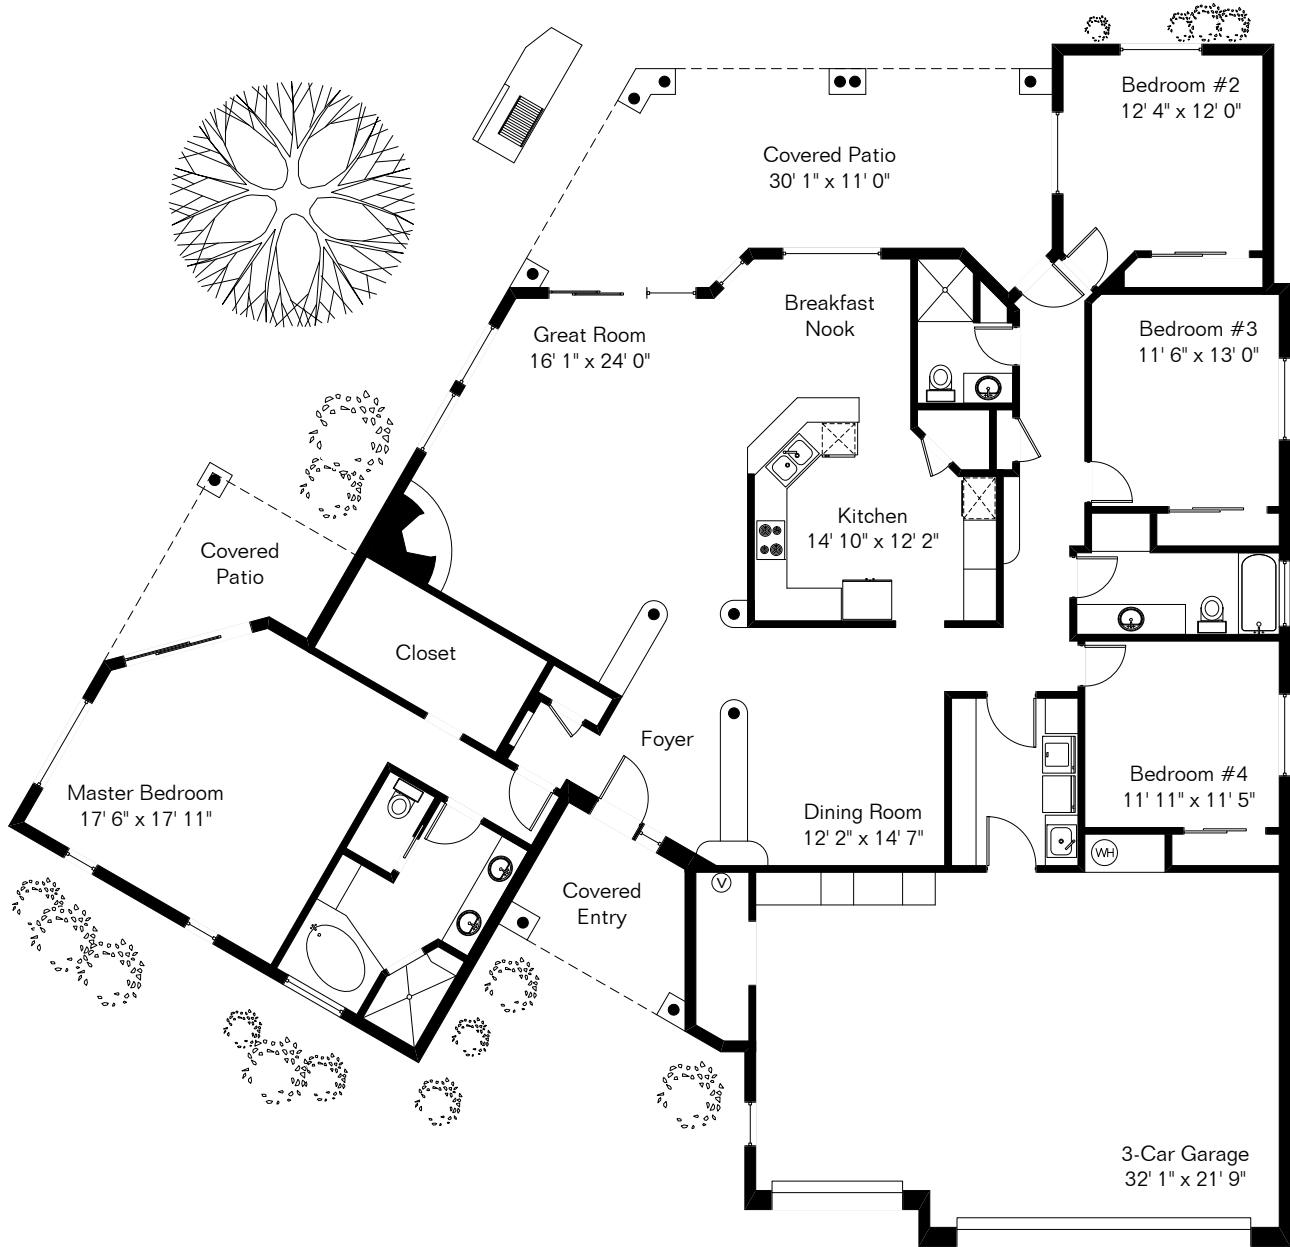 Bedroom #2
12' 4" x 12' 0"
Covered Patio
30' 1" x 11' 0"
Breakfast
Nook
Great Room
16' 1" x 24' 0"
Bedroom #3
11' 6" x 13' 0"
Kitchen
14' 10" x 12' 2"
Covered
Patio
Closet
Foyer
Master Bedroom
17' 6" x 17' 11"
Dining Room
12' 2" x 14' 7"
Bedroom #4
11' 11" x 11' 5"
WH
V
Covered
Entry
3-Car Garage
32' 1" x 21' 9"